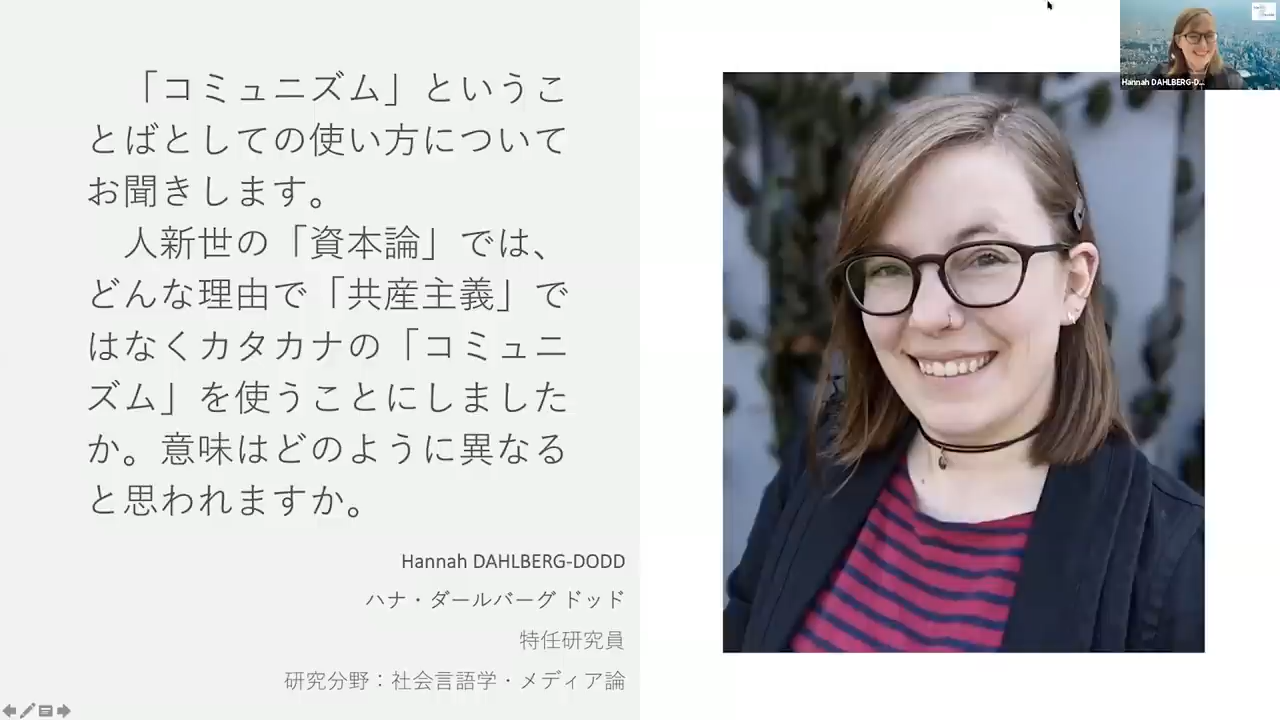 「コミュニズム」というこ
とばとしての使い方について
お聞きします。
人新世の「資本論」では、
どんな理由で「共産主義」で
はなくカタカナの「コミュニ
ズム」を使うことにしました
か。意味はどのように異なる
と思われますか。
Hannah DAHLBERG-DODD
ハナ・ダールバーグ ドッド
特任研究員
研究分野：社会言語学・メディア論
Hannah DAHLBERG-D...